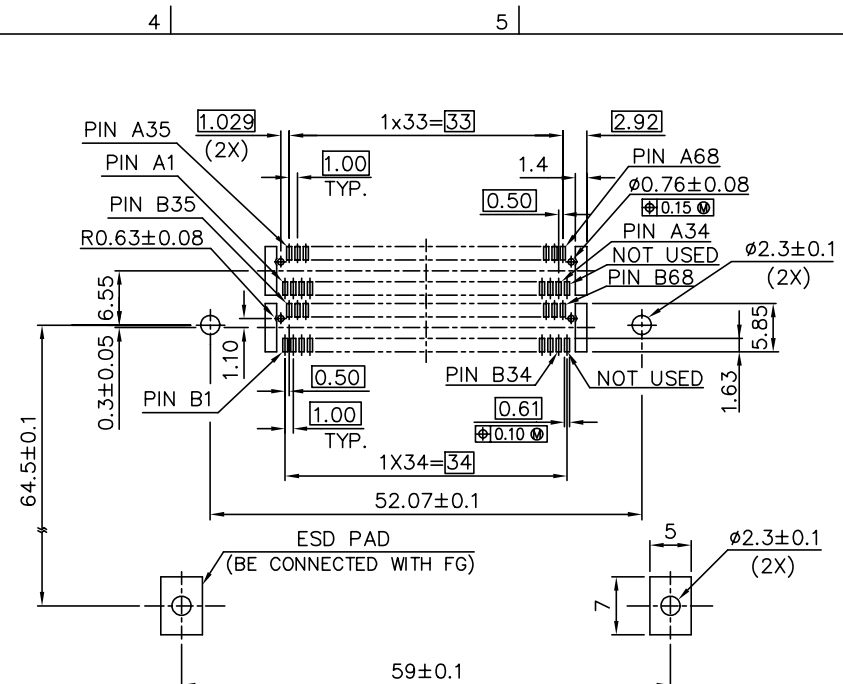 4
5
1.029
(2X)
1x33=33
2.92
PIN A35
PIN A1
PIN B35
R0.63±0.08
1.00
TYP.
1.4
0.50
PIN A68
ø0.76±0.08
⌖ 0.15 Ⓜ
PIN A34
NOT USED
PIN B68
ø2.3±0.1
(2X)
6.55
0.3±0.05
1.10
64.5±0.1
5.85
1.63
PIN B1
0.50
1.00
TYP.
PIN B34
NOT USED
0.61
⌖ 0.10 Ⓜ
1X34=34
52.07±0.1
ESD PAD
(BE CONNECTED WITH FG)
5
7
ø2.3±0.1
(2X)
59±0.1